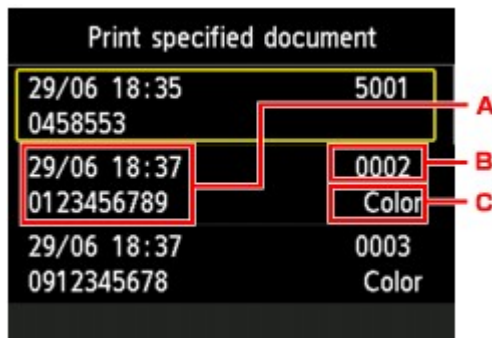 Print specified document
29/06 18:35 5001
0458553
A
29/06 18:37 0002
B
0123456789 Color
C
29/06 18:37 0003
0912345678 Color